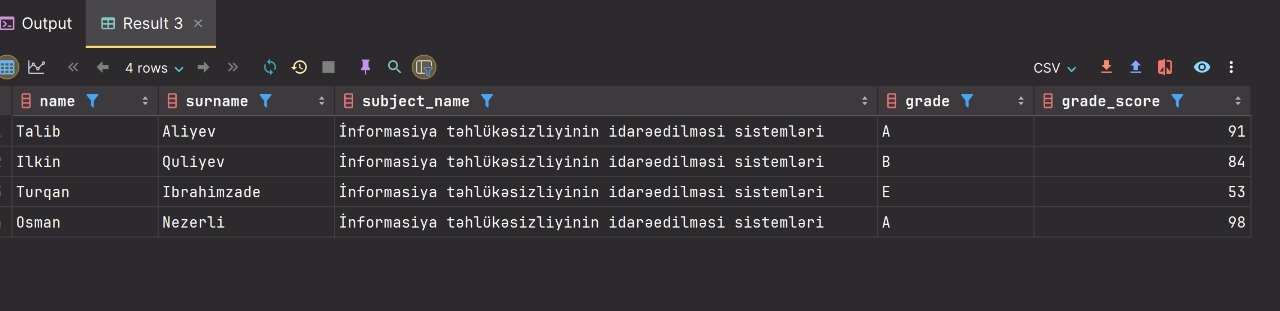 Output Result 3 ×
4 rows CSV
name surname subject_name grade grade_score
Talib Aliyev İnformasiya təhlükəsizliyinin idarəedilməsi sistemləri A 91
Ilkin Quliyev İnformasiya təhlükəsizliyinin idarəedilməsi sistemləri B 84
Turqan Ibrahimzade İnformasiya təhlükəsizliyinin idarəedilməsi sistemləri E 53
Osman Nezerli İnformasiya təhlükəsizliyinin idarəedilməsi sistemləri A 98